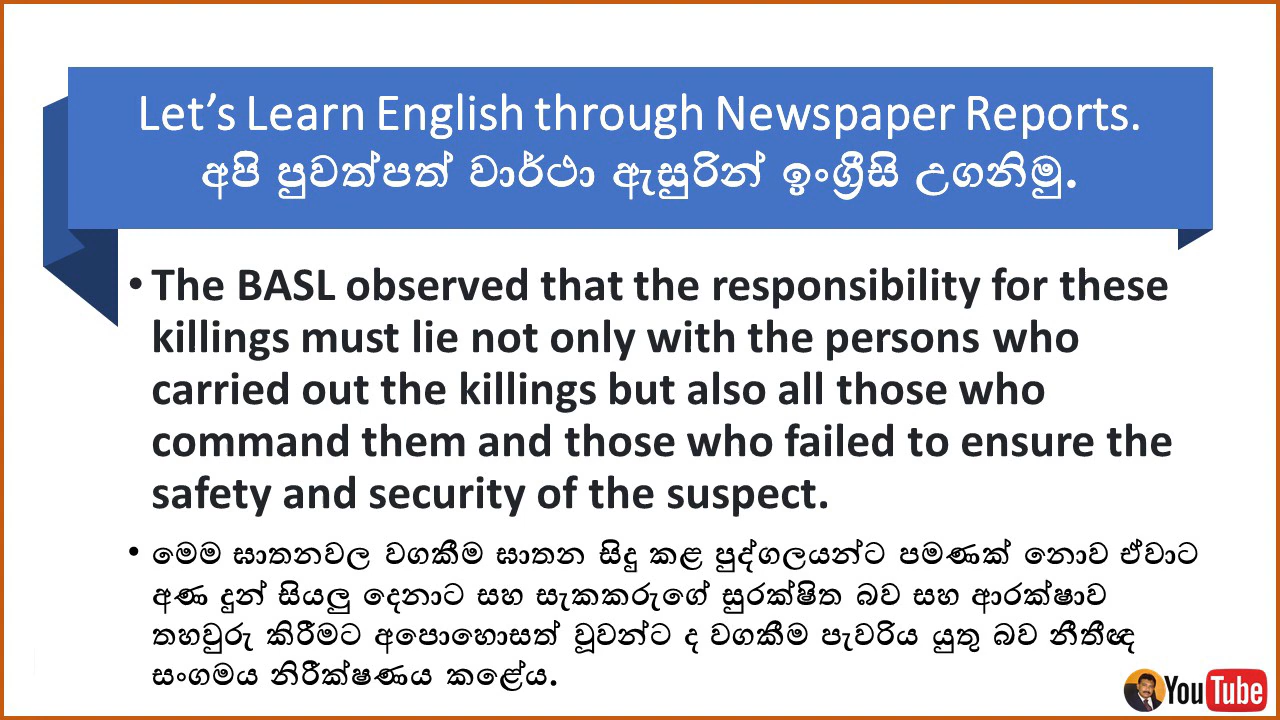 Let’s Learn English through Newspaper Reports.
අපි පුවත්පත් වාර්ථා ඇසුරින් ඉංග්‍රීසි උගනිමු.
• The BASL observed that the responsibility for these
killings must lie not only with the persons who
carried out the killings but also all those who
command them and those who failed to ensure the
safety and security of the suspect.
• මෙම ඝාතනවල වගකීම ඝාතන සිදු කළ පුද්ගලයන්ට පමණක් නොව ඒවාට
අණ දුන් සියලු දෙනාට සහ සැකකරුගේ සුරක්ෂිත බව සහ ආරක්ෂාව
තහවුරු කිරීමට අපොහොසත් වූවන්ට ද වගකීම පැවරිය යුතු බව නීතීඥ
සංගමය නිරීක්ෂණය කළේය.
YouTube